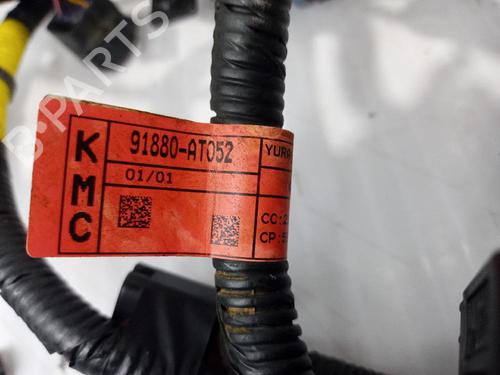 B-PARTS
KMC
91880-AT052
01/01
YURA
CC:2
CP:5